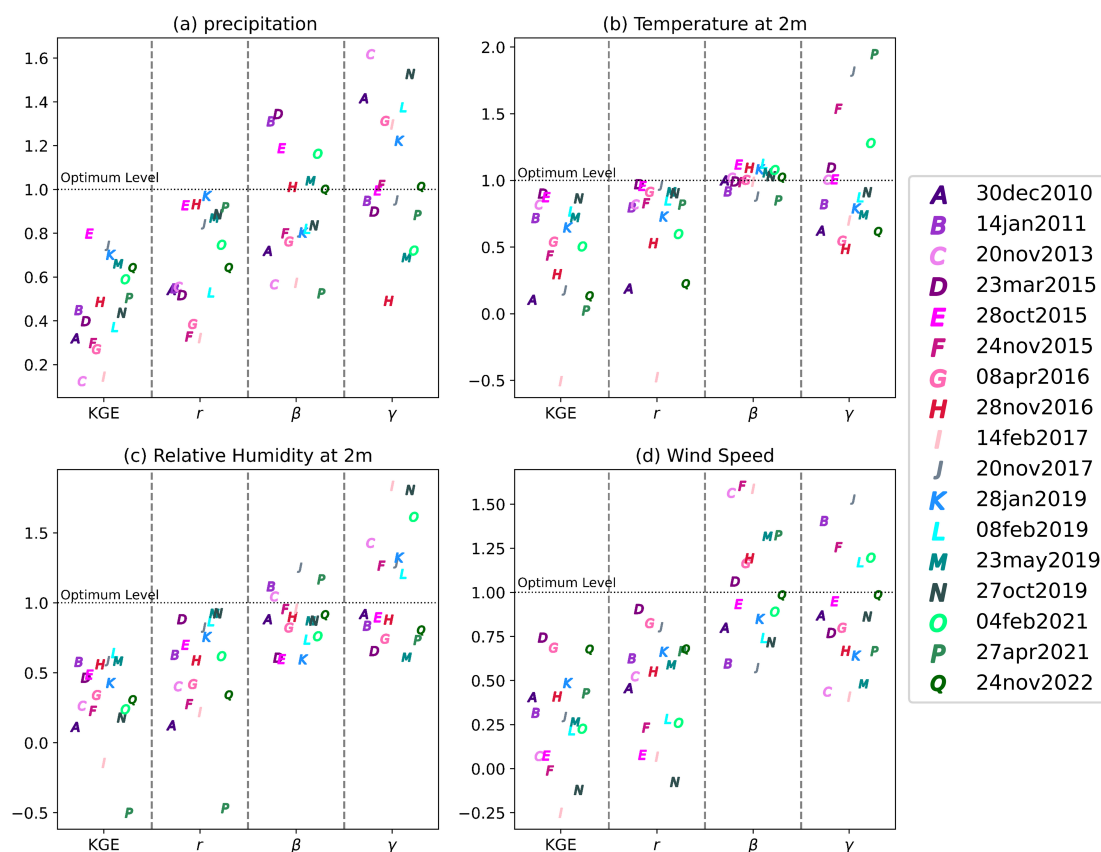 (a) precipitation
1.6
1.4
1.2
1.0
0.8
0.6
0.4
0.2
Optimum Level
KGE r β γ
(b) Temperature at 2m
2.0
1.5
1.0
0.5
0.0
−0.5
Optimum Level
KGE r β γ
(c) Relative Humidity at 2m
1.5
1.0
0.5
0.0
−0.5
Optimum Level
KGE r β γ
(d) Wind Speed
1.50
1.25
1.00
0.75
0.50
0.25
0.00
−0.25
Optimum Level
KGE r β γ
A 30dec2010
B 14jan2011
C 20nov2013
D 23mar2015
E 28oct2015
F 24nov2015
G 08apr2016
H 28nov2016
I 14feb2017
J 20nov2017
K 28jan2019
L 08feb2019
M 23may2019
N 27oct2019
O 04feb2021
P 27apr2021
Q 24nov2022